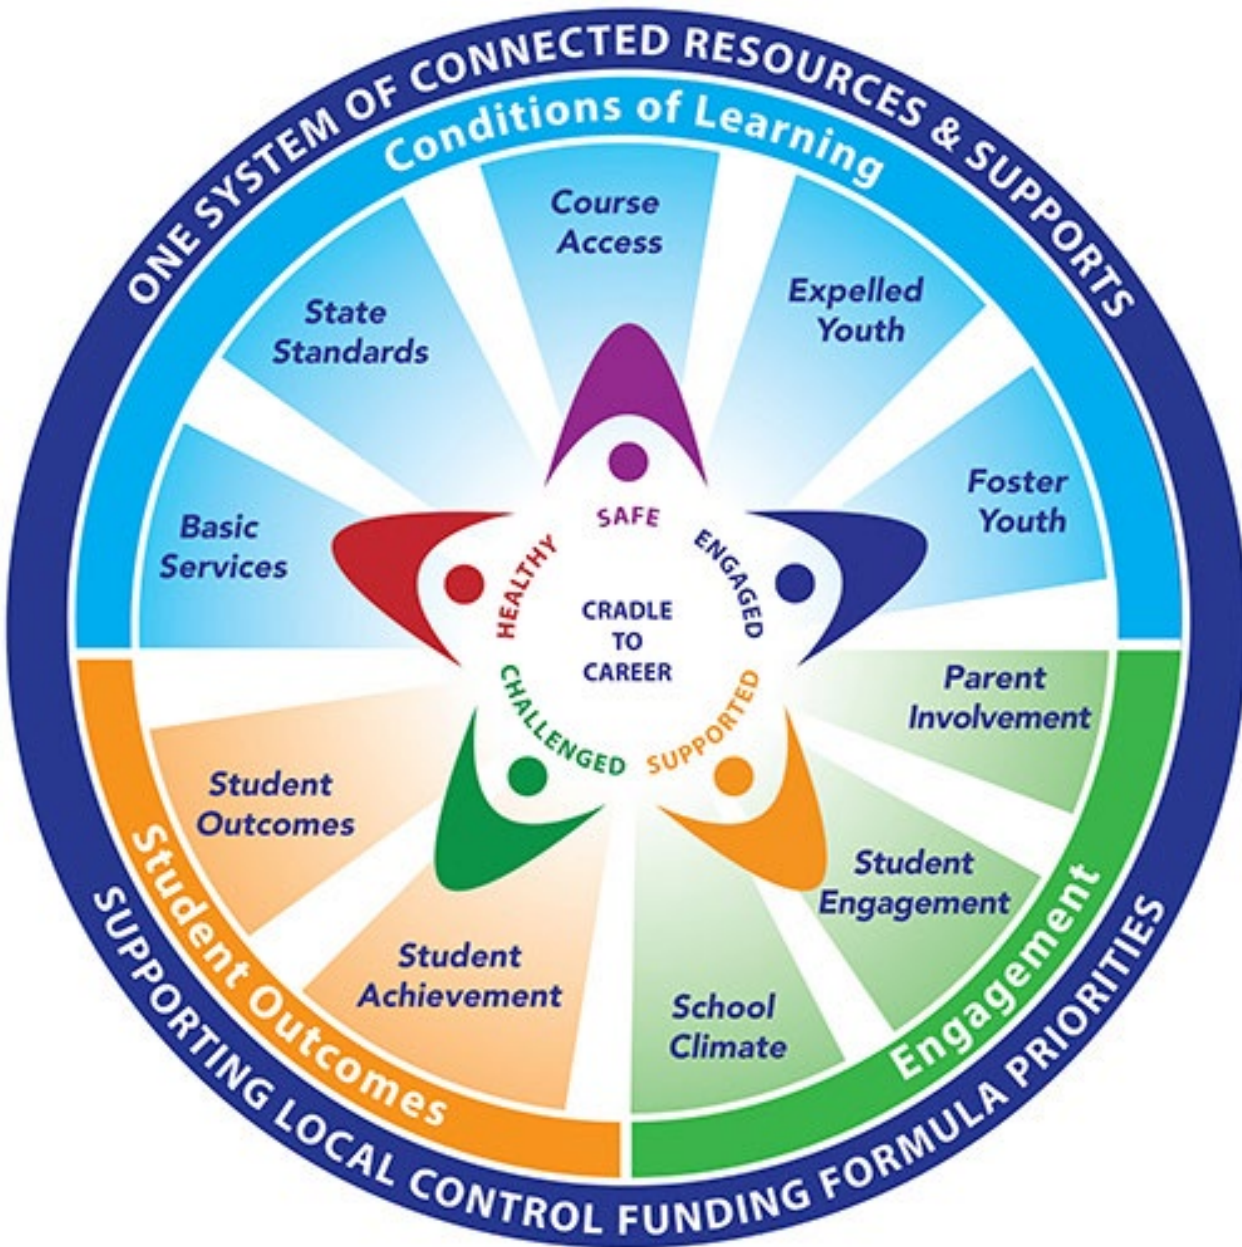 ONE SYSTEM OF CONNECTED RESOURCES & SUPPORTS
Conditions of Learning
Course
Access
State
Standards
Expelled
Youth
Basic
Services
Foster
Youth
SAFE
HEALTHY
ENGAGED
CRADLE
TO
CAREER
CHALLENGED
SUPPORTED
Parent
Involvement
Student
Outcomes
Student
Engagement
Student
Achievement
School
Climate
Student Outcomes
Engagement
SUPPORTING LOCAL CONTROL FUNDING FORMULA PRIORITIES